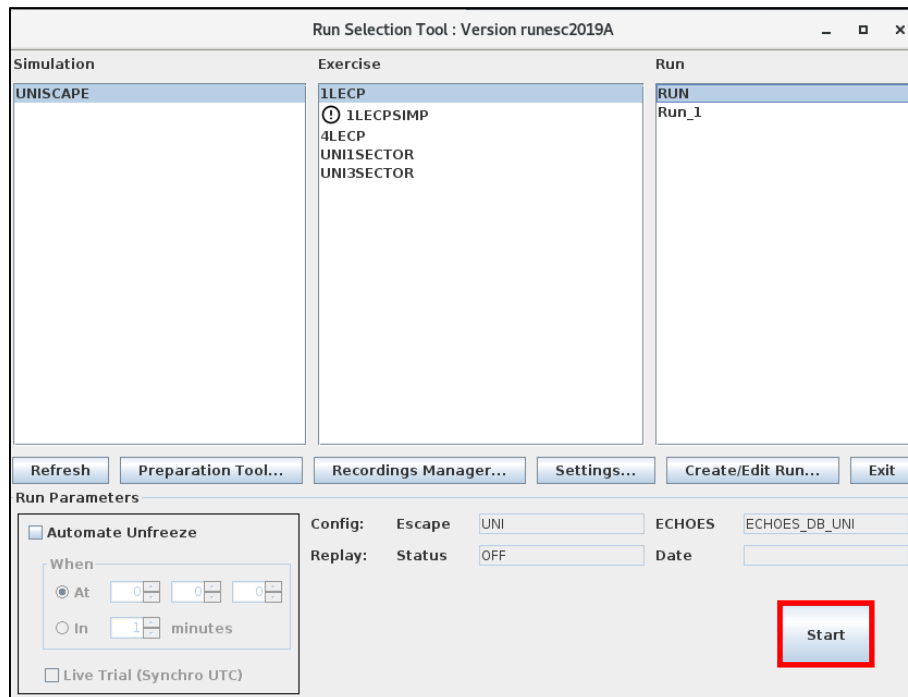 Run Selection Tool : Version runesc2019A
Simulation Exercise Run
UNISCAPE 1LECP RUN
1LECPSIMP Run_1
4LECP
UNI1SECTOR
UNI3SECTOR
Refresh Preparation Tool... Recordings Manager... Settings... Create/Edit Run... Exit
Run Parameters
Automate Unfreeze Config: Escape UNI ECHOES ECHOES_DB_UNI
When Replay: Status OFF Date
At 0 0 0
In 1 minutes Start
Live Trial (Synchro UTC)